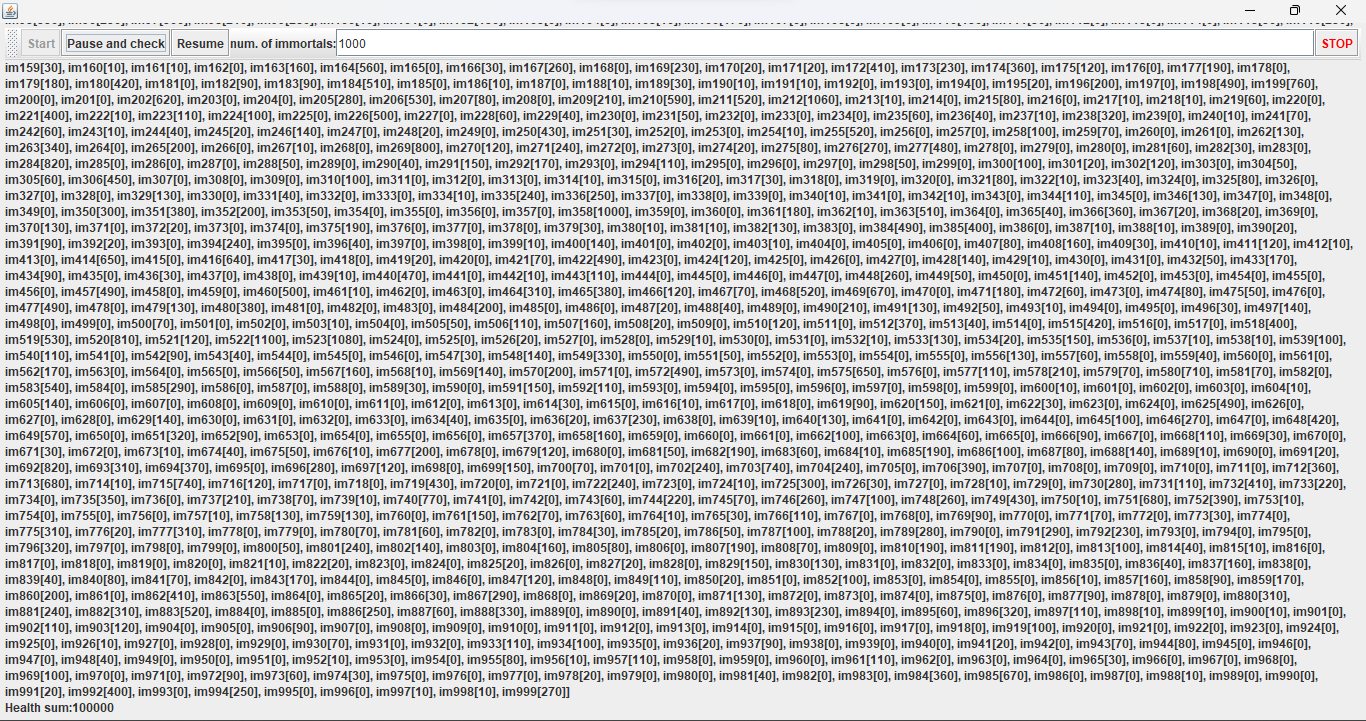 Start Pause and check Resume num. of immortals: 1000 STOP
im159[30], im160[10], im161[10], im162[0], im163[160], im164[560], im165[0], im166[30], im167[260], im168[0], im169[230], im170[20], im171[20], im172[410], im173[230], im174[360], im175[120], im176[0], im177[190], im178[0],
im179[180], im180[420], im181[0], im182[90], im183[90], im184[510], im185[0], im186[10], im187[0], im188[10], im189[30], im190[10], im191[10], im192[0], im193[0], im194[0], im195[20], im196[200], im197[0], im198[490], im199[760],
im200[0], im201[0], im202[620], im203[0], im204[0], im205[280], im206[530], im207[80], im208[0], im209[210], im210[590], im211[520], im212[1060], im213[10], im214[0], im215[80], im216[0], im217[10], im218[10], im219[60], im220[0],
im221[400], im222[10], im223[110], im224[100], im225[0], im226[500], im227[0], im228[60], im229[40], im230[0], im231[50], im232[0], im233[0], im234[0], im235[60], im236[40], im237[10], im238[320], im239[0], im240[10], im241[70],
im242[60], im243[10], im244[40], im245[20], im246[140], im247[0], im248[20], im249[0], im250[430], im251[30], im252[0], im253[0], im254[10], im255[520], im256[0], im257[0], im258[100], im259[70], im260[0], im261[0], im262[130],
im263[340], im264[0], im265[200], im266[0], im267[10], im268[0], im269[800], im270[120], im271[240], im272[0], im273[0], im274[20], im275[80], im276[270], im277[480], im278[0], im279[0], im280[0], im281[60], im282[30], im283[0],
im284[820], im285[0], im286[0], im287[0], im288[50], im289[0], im290[40], im291[150], im292[170], im293[0], im294[110], im295[0], im296[0], im297[0], im298[50], im299[0], im300[100], im301[20], im302[120], im303[0], im304[50],
im305[60], im306[450], im307[0], im308[0], im309[0], im310[100], im311[0], im312[0], im313[0], im314[10], im315[0], im316[20], im317[30], im318[0], im319[0], im320[0], im321[80], im322[10], im323[40], im324[0], im325[80], im326[0],
im327[0], im328[0], im329[130], im330[0], im331[40], im332[0], im333[0], im334[10], im335[240], im336[250], im337[0], im338[0], im339[0], im340[10], im341[0], im342[10], im343[0], im344[110], im345[0], im346[130], im347[0], im348[0],
im349[0], im350[300], im351[380], im352[200], im353[50], im354[0], im355[0], im356[0], im357[0], im358[1000], im359[0], im360[0], im361[180], im362[10], im363[510], im364[0], im365[40], im366[360], im367[20], im368[20], im369[0],
im370[130], im371[0], im372[20], im373[0], im374[0], im375[190], im376[0], im377[0], im378[0], im379[30], im380[10], im381[10], im382[130], im383[0], im384[490], im385[400], im386[0], im387[10], im388[10], im389[0], im390[20],
im391[90], im392[20], im393[0], im394[240], im395[0], im396[40], im397[0], im398[0], im399[10], im400[140], im401[0], im402[0], im403[10], im404[0], im405[0], im406[0], im407[80], im408[160], im409[30], im410[10], im411[120], im412[10],
im413[0], im414[650], im415[0], im416[640], im417[30], im418[0], im419[20], im420[0], im421[70], im422[490], im423[0], im424[120], im425[0], im426[0], im427[0], im428[140], im429[10], im430[0], im431[0], im432[50], im433[170],
im434[90], im435[0], im436[30], im437[0], im438[0], im439[10], im440[470], im441[0], im442[10], im443[110], im444[0], im445[0], im446[0], im447[0], im448[260], im449[50], im450[0], im451[140], im452[0], im453[0], im454[0], im455[0],
im456[0], im457[490], im458[0], im459[0], im460[500], im461[10], im462[0], im463[0], im464[310], im465[380], im466[120], im467[70], im468[520], im469[670], im470[0], im471[180], im472[60], im473[0], im474[80], im475[50], im476[0],
im477[490], im478[0], im479[130], im480[380], im481[0], im482[0], im483[0], im484[200], im485[0], im486[0], im487[20], im488[40], im489[0], im490[210], im491[130], im492[50], im493[10], im494[0], im495[0], im496[30], im497[140],
im498[0], im499[0], im500[70], im501[0], im502[0], im503[10], im504[0], im505[50], im506[110], im507[160], im508[20], im509[0], im510[120], im511[0], im512[370], im513[40], im514[0], im515[420], im516[0], im517[0], im518[400],
im519[530], im520[810], im521[120], im522[1100], im523[1080], im524[0], im525[0], im526[20], im527[0], im528[0], im529[10], im530[0], im531[0], im532[10], im533[130], im534[20], im535[150], im536[0], im537[10], im538[10], im539[100],
im540[110], im541[0], im542[90], im543[40], im544[0], im545[0], im546[0], im547[30], im548[140], im549[330], im550[0], im551[50], im552[0], im553[0], im554[0], im555[0], im556[130], im557[60], im558[0], im559[40], im560[0], im561[0],
im562[170], im563[0], im564[0], im565[0], im566[50], im567[160], im568[10], im569[140], im570[200], im571[0], im572[490], im573[0], im574[0], im575[650], im576[0], im577[110], im578[210], im579[70], im580[710], im581[70], im582[0],
im583[540], im584[0], im585[290], im586[0], im587[0], im588[0], im589[30], im590[0], im591[150], im592[110], im593[0], im594[0], im595[0], im596[0], im597[0], im598[0], im599[0], im600[10], im601[0], im602[0], im603[0], im604[10],
im605[140], im606[0], im607[0], im608[0], im609[0], im610[0], im611[0], im612[0], im613[0], im614[30], im615[0], im616[10], im617[0], im618[0], im619[90], im620[150], im621[0], im622[30], im623[0], im624[0], im625[490], im626[0],
im627[0], im628[0], im629[140], im630[0], im631[0], im632[0], im633[0], im634[40], im635[0], im636[20], im637[230], im638[0], im639[10], im640[130], im641[0], im642[0], im643[0], im644[0], im645[100], im646[270], im647[0], im648[420],
im649[570], im650[0], im651[320], im652[90], im653[0], im654[0], im655[0], im656[0], im657[370], im658[160], im659[0], im660[0], im661[0], im662[100], im663[0], im664[60], im665[0], im666[90], im667[0], im668[110], im669[30], im670[0],
im671[30], im672[0], im673[10], im674[40], im675[50], im676[10], im677[200], im678[0], im679[120], im680[0], im681[50], im682[190], im683[60], im684[10], im685[190], im686[100], im687[80], im688[140], im689[10], im690[0], im691[20],
im692[820], im693[310], im694[370], im695[0], im696[280], im697[120], im698[0], im699[150], im700[70], im701[0], im702[240], im703[740], im704[240], im705[0], im706[390], im707[0], im708[0], im709[0], im710[0], im711[0], im712[360],
im713[680], im714[10], im715[740], im716[120], im717[0], im718[0], im719[430], im720[0], im721[0], im722[240], im723[0], im724[10], im725[300], im726[30], im727[0], im728[10], im729[0], im730[280], im731[110], im732[410], im733[220],
im734[0], im735[350], im736[0], im737[210], im738[70], im739[10], im740[770], im741[0], im742[0], im743[60], im744[220], im745[70], im746[260], im747[100], im748[260], im749[430], im750[10], im751[680], im752[390], im753[10],
im754[0], im755[0], im756[0], im757[10], im758[130], im759[130], im760[0], im761[150], im762[70], im763[60], im764[10], im765[30], im766[110], im767[0], im768[0], im769[90], im770[0], im771[70], im772[0], im773[30], im774[0],
im775[310], im776[20], im777[310], im778[0], im779[0], im780[70], im781[60], im782[0], im783[0], im784[30], im785[20], im786[50], im787[100], im788[20], im789[280], im790[0], im791[290], im792[230], im793[0], im794[0], im795[0],
im796[320], im797[0], im798[0], im799[0], im800[50], im801[240], im802[140], im803[0], im804[160], im805[80], im806[0], im807[190], im808[70], im809[0], im810[190], im811[190], im812[0], im813[100], im814[40], im815[10], im816[0],
im817[0], im818[0], im819[0], im820[0], im821[10], im822[20], im823[0], im824[0], im825[20], im826[0], im827[20], im828[0], im829[150], im830[130], im831[0], im832[0], im833[0], im834[0], im835[0], im836[40], im837[160], im838[0],
im839[40], im840[80], im841[70], im842[0], im843[170], im844[0], im845[0], im846[0], im847[120], im848[0], im849[110], im850[20], im851[0], im852[100], im853[0], im854[0], im855[0], im856[10], im857[160], im858[90], im859[170],
im860[200], im861[0], im862[410], im863[550], im864[0], im865[20], im866[30], im867[290], im868[0], im869[20], im870[0], im871[130], im872[0], im873[0], im874[0], im875[0], im876[0], im877[90], im878[0], im879[0], im880[310],
im881[240], im882[310], im883[520], im884[0], im885[0], im886[250], im887[60], im888[330], im889[0], im890[0], im891[40], im892[130], im893[230], im894[0], im895[60], im896[320], im897[110], im898[10], im899[10], im900[10], im901[0],
im902[110], im903[120], im904[0], im905[0], im906[90], im907[0], im908[0], im909[0], im910[0], im911[0], im912[0], im913[0], im914[0], im915[0], im916[0], im917[0], im918[0], im919[100], im920[0], im921[0], im922[0], im923[0], im924[0],
im925[0], im926[10], im927[0], im928[0], im929[0], im930[70], im931[0], im932[0], im933[110], im934[100], im935[0], im936[20], im937[90], im938[0], im939[0], im940[0], im941[20], im942[0], im943[70], im944[80], im945[0], im946[0],
im947[0], im948[40], im949[0], im950[0], im951[0], im952[10], im953[0], im954[0], im955[80], im956[10], im957[110], im958[0], im959[0], im960[0], im961[110], im962[0], im963[0], im964[0], im965[30], im966[0], im967[0], im968[0],
im969[100], im970[0], im971[0], im972[90], im973[60], im974[30], im975[0], im976[0], im977[0], im978[20], im979[0], im980[0], im981[40], im982[0], im983[0], im984[360], im985[670], im986[0], im987[0], im988[10], im989[0], im990[0],
im991[20], im992[400], im993[0], im994[250], im995[0], im996[0], im997[10], im998[10], im999[270]]
Health sum:100000